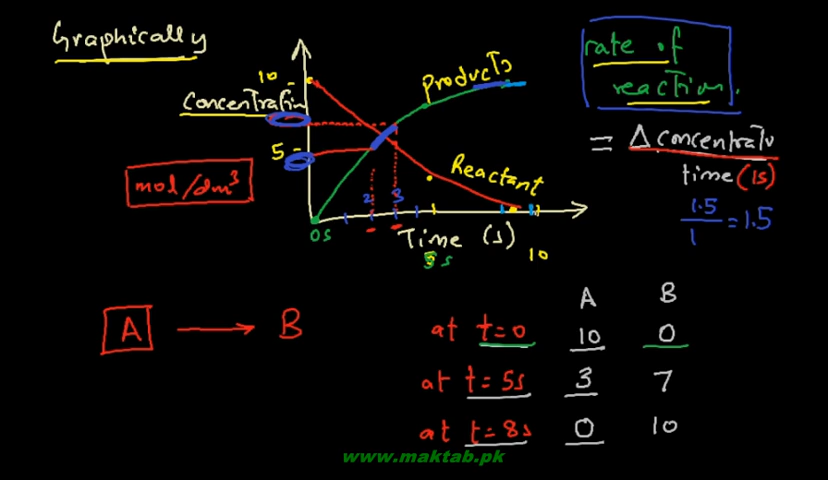 Graphically
10
Concentration
5
mol/dm³
Products
Reactant
2 3
0s
Time (s)
5 s
10
rate of
reaction.
= Δ concentratn
time (1s)
1.5
1
= 1.5
A → B
A B
at t=0 10 0
at t=5s 3 7
at t=8s 0 10
www.maktab.pk